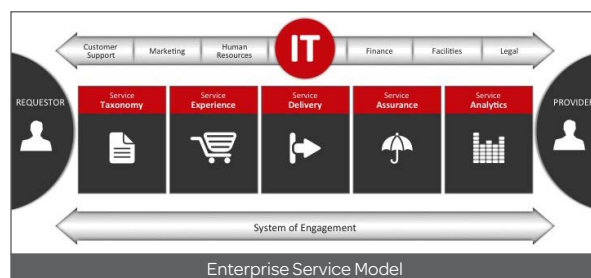 Customer
Support
Marketing
Human
Resources
IT
Finance
Facilities
Legal
REQUESTOR
Service
Taxonomy
Service
Experience
Service
Delivery
Service
Assurance
Service
Analytics
PROVIDER
System of Engagement
Enterprise Service Model